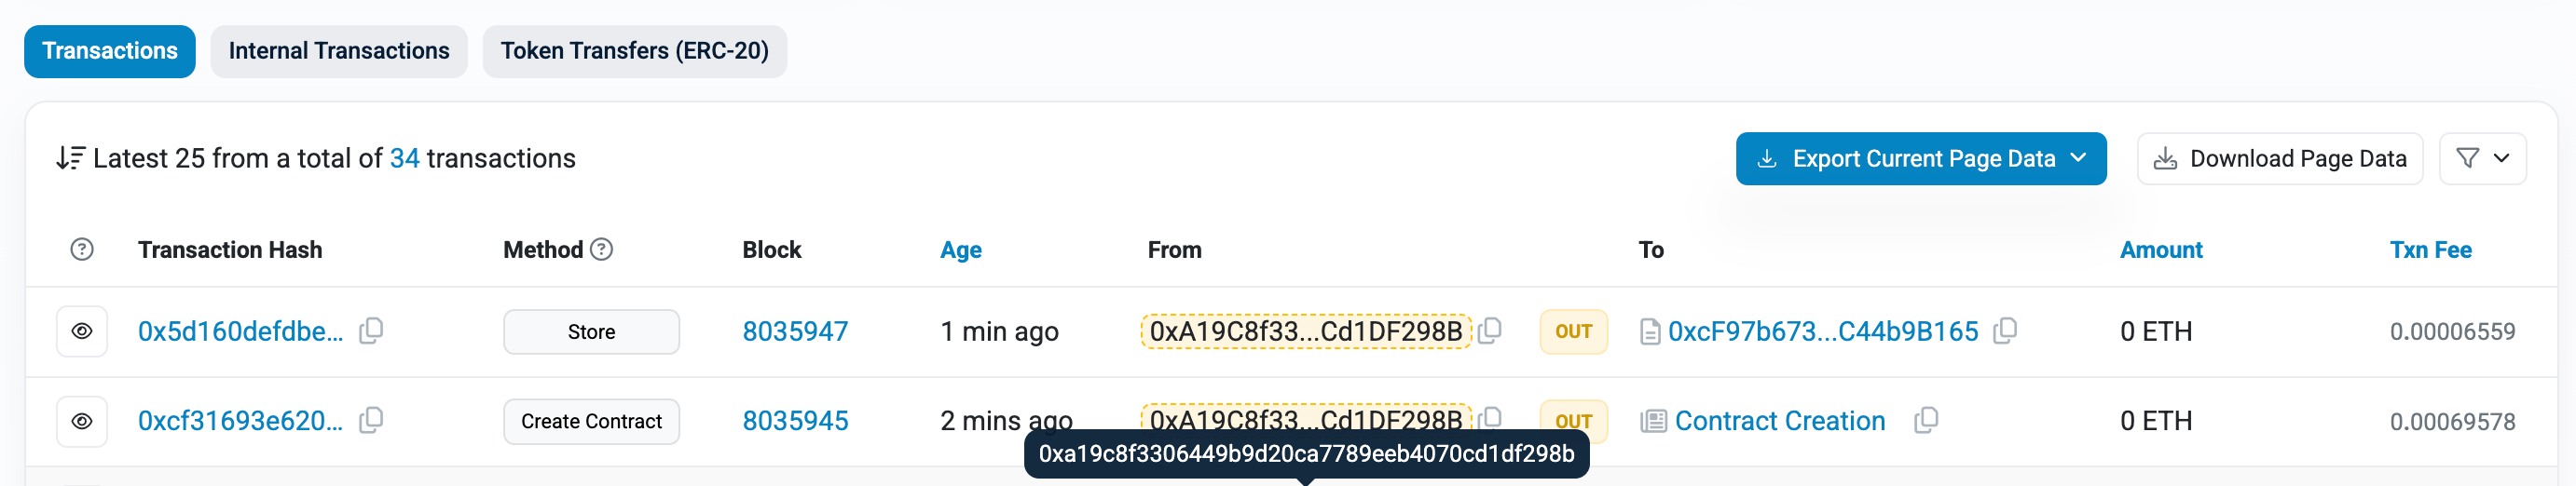 Transactions Internal Transactions Token Transfers (ERC-20)
Latest 25 from a total of 34 transactions Export Current Page Data Download Page Data
Transaction Hash Method Block Age From To Amount Txn Fee
0x5d160defdbe... Store 8035947 1 min ago 0xA19C8f33...Cd1DF298B OUT 0xcF97b673...C44b9B165 0 ETH 0.00006559
0xcf31693e620... Create Contract 8035945 2 mins ago 0xA19C8f33...Cd1DF298B OUT Contract Creation 0 ETH 0.00069578
0xa19c8f3306449b9d20ca7789eeb4070cd1df298b